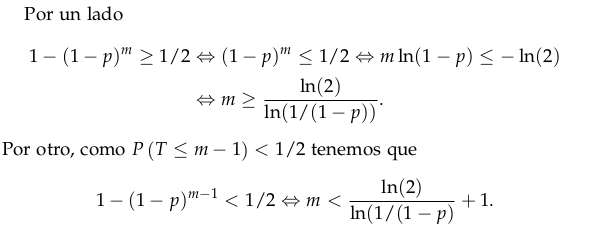 Por un lado
1 − (1 − p)^m ≥ 1/2 ⇔ (1 − p)^m ≤ 1/2 ⇔ m ln(1 − p) ≤ − ln(2)
⇔ m ≥ ln(2) / ln(1/(1 − p)).
Por otro, como P (T ≤ m − 1) < 1/2 tenemos que
1 − (1 − p)^{m−1} < 1/2 ⇔ m < ln(2) / ln(1/(1 − p) + 1.